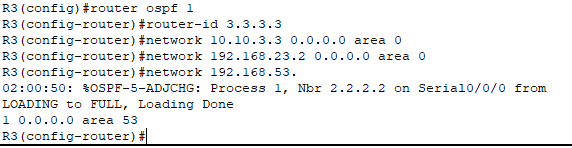 R3(config)#router ospf 1
R3(config-router)#router-id 3.3.3.3
R3(config-router)#network 10.10.3.3 0.0.0.0 area 0
R3(config-router)#network 192.168.23.2 0.0.0.0 area 0
R3(config-router)#network 192.168.53.
02:00:50: %OSPF-5-ADJCHG: Process 1, Nbr 2.2.2.2 on Serial0/0/0 from
LOADING to FULL, Loading Done
1 0.0.0.0 area 53
R3(config-router)#